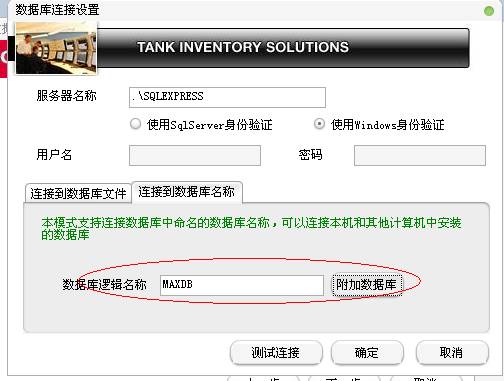 数据库连接设置
TANK INVENTORY SOLUTIONS
服务器名称
.\SQLEXPRESS
使用SqlServer身份验证
使用Windows身份验证
用户名
密码
连接到数据库文件
连接到数据库名称
本模式支持连接数据库中命名的数据库名称，可以连接本机和其他计算机中安装
的数据库
数据库逻辑名称
MAXDB
附加数据库
测试连接
确定
取消